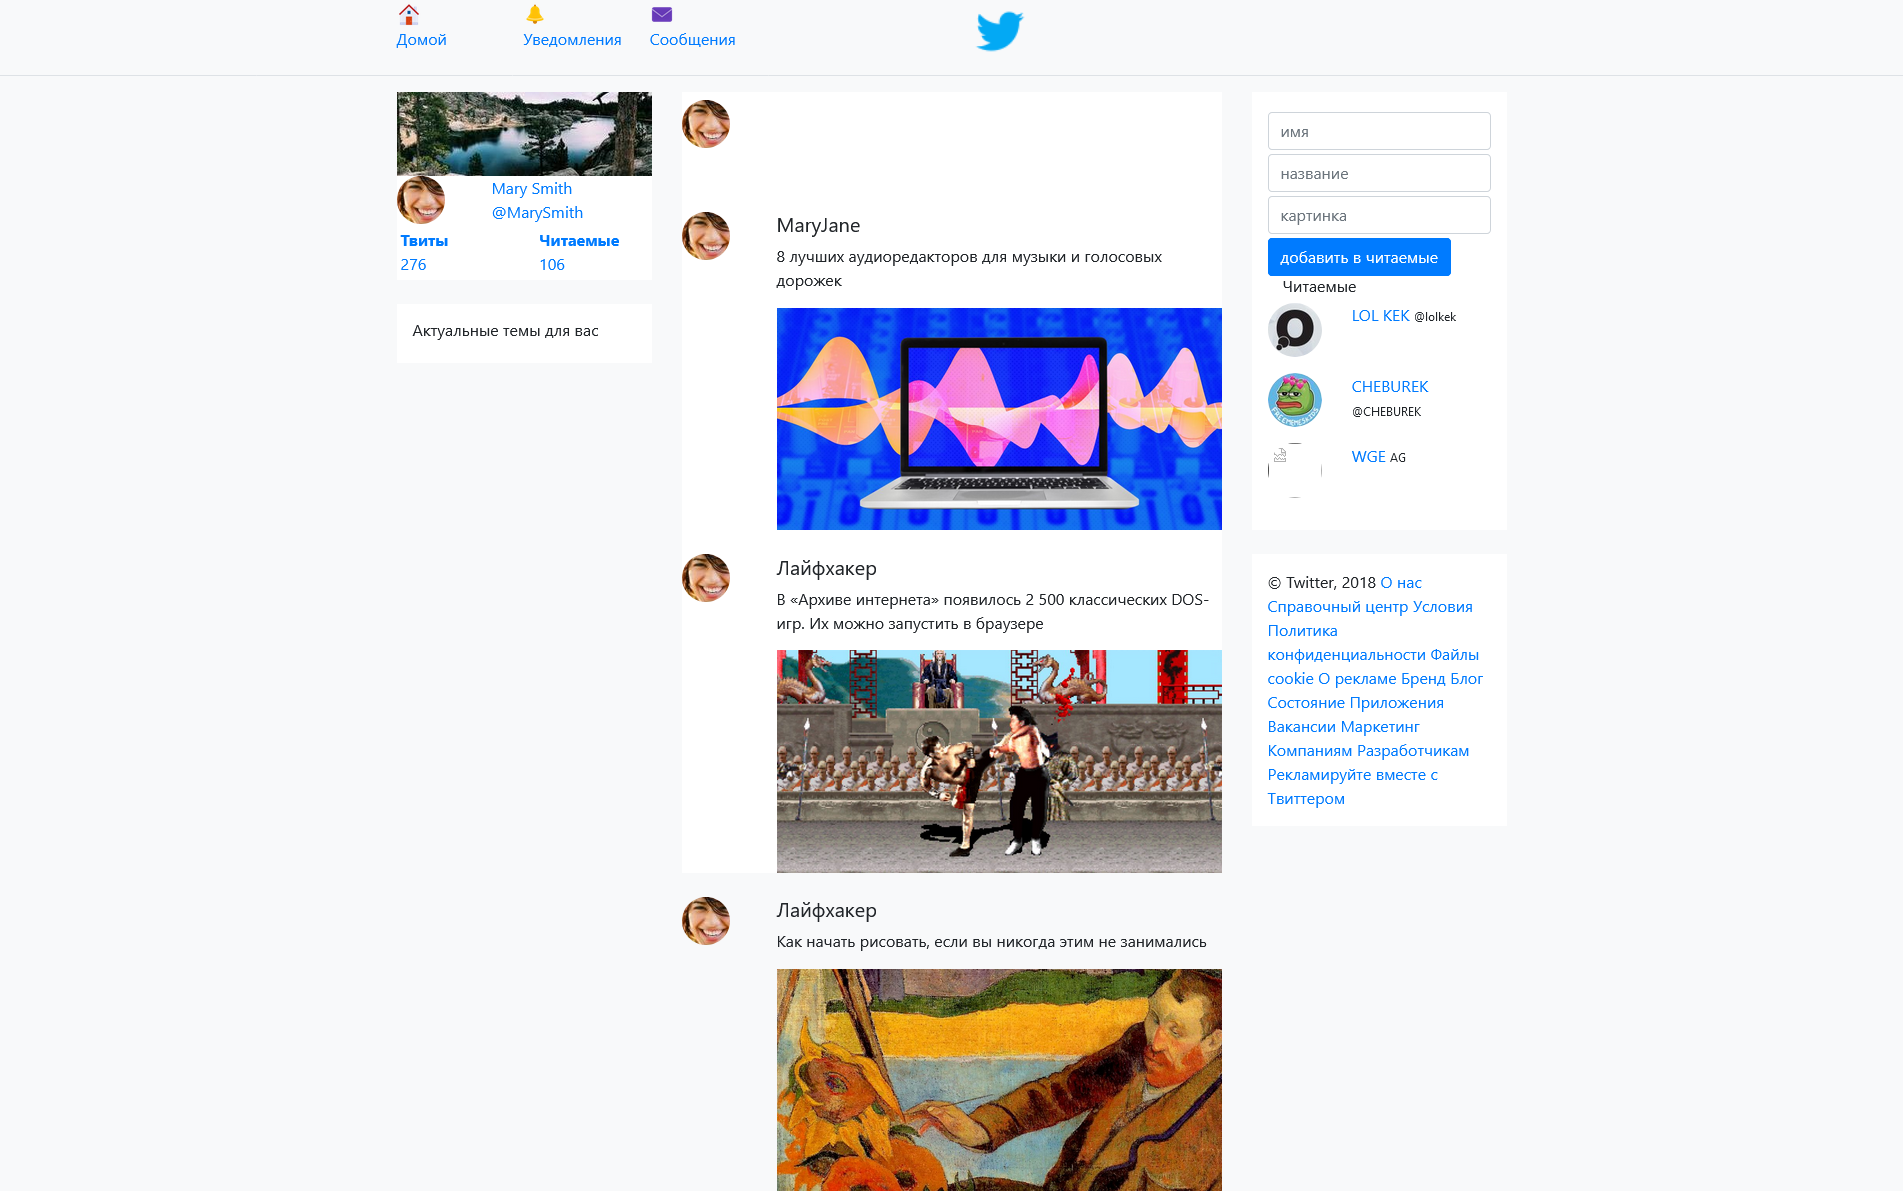 Домой
Уведомления
Сообщения
Mary Smith
@MarySmith
Твиты
Читаемые
276
106
Актуальные темы для вас
MaryJane
8 лучших аудиоредакторов для музыки и голосовых
дорожек
Лайфхакер
В «Архиве интернета» появилось 2 500 классических DOS-
игр. Их можно запустить в браузере
Лайфхакер
Как начать рисовать, если вы никогда этим не занимались
имя
название
картинка
добавить в читаемые
Читаемые
LOL KEK @lolkek
CHEBUREK
@CHEBUREK
WGE AG
© Twitter, 2018 О нас
Справочный центр Условия
Политика
конфиденциальности Файлы
cookie О рекламе Бренд Блог
Состояние Приложения
Вакансии Маркетинг
Компаниям Разработчикам
Рекламируйте вместе с
Твиттером